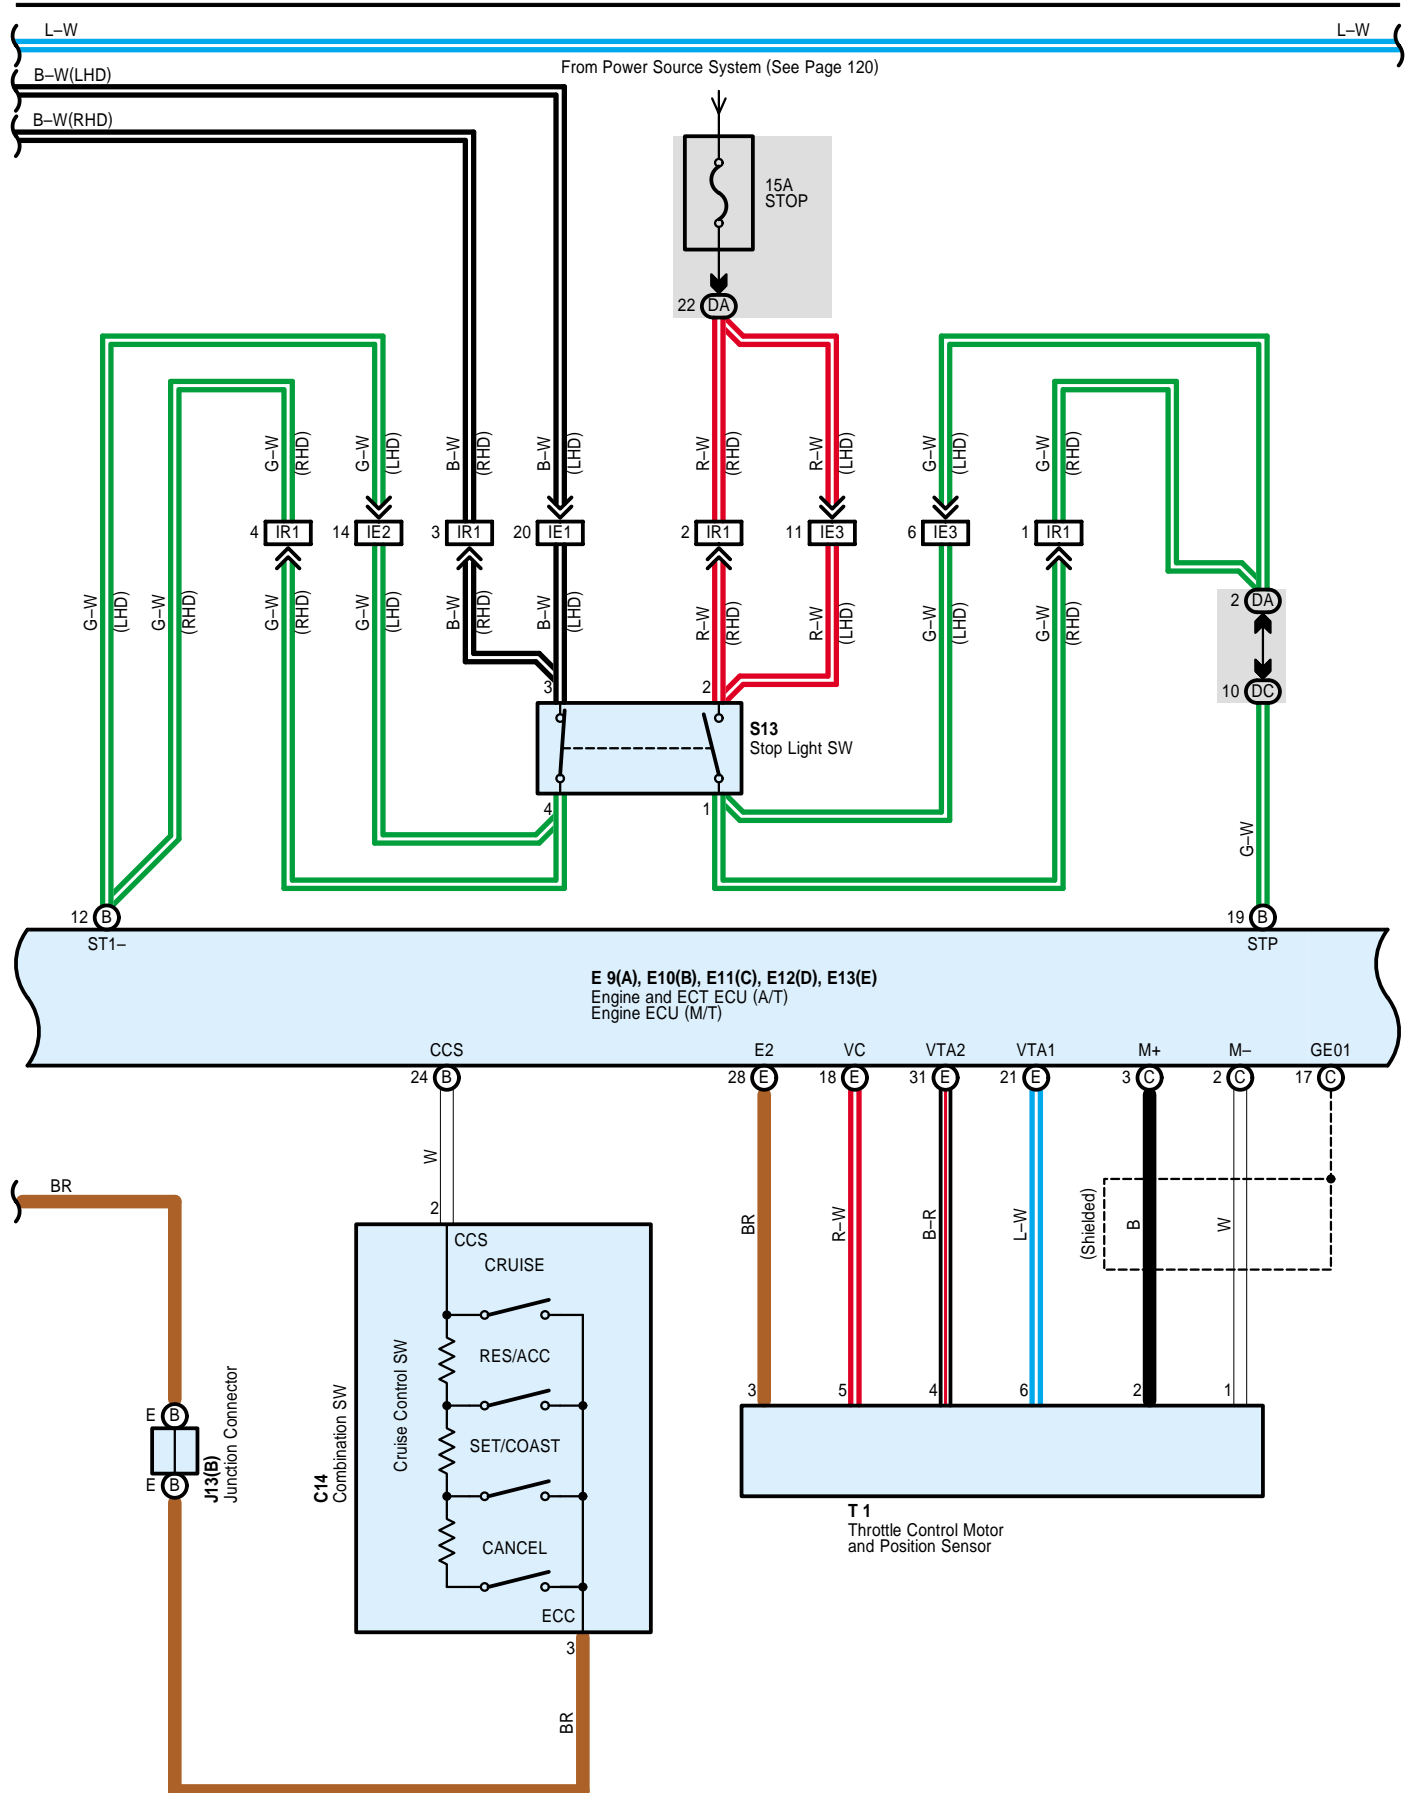 L–W
L–W
From Power Source System (See Page 120)
B–W(LHD)
B–W(RHD)
15A
STOP
22 DA
G–W
(RHD)
G–W
(LHD)
B–W
(RHD)
B–W
(LHD)
R–W
(RHD)
R–W
(LHD)
G–W
(LHD)
G–W
(RHD)
4 IR1
14 IE2
3 IR1
20 IE1
2 IR1
11 IE3
6 IE3
1 IR1
G–W
(LHD)
G–W
(RHD)
G–W
(RHD)
G–W
(LHD)
B–W
(RHD)
B–W
(LHD)
R–W
(RHD)
R–W
(LHD)
G–W
(LHD)
G–W
(RHD)
2 DA
10 DC
3
2
S13
Stop Light SW
4
1
G–W
12 B
19 B
ST1–
STP
E 9(A), E10(B), E11(C), E12(D), E13(E)
Engine and ECT ECU (A/T)
Engine ECU (M/T)
CCS
E2
VC
VTA2
VTA1
M+
M–
GE01
24 B
28 E
18 E
31 E
21 E
3 C
2 C
17 C
W
BR
2
BR
R–W
B–R
L–W
(Shielded)
B
W
CCS
CRUISE
RES/ACC
SET/COAST
CANCEL
ECC
Cruise Control SW
C14
Combination SW
3
5
4
6
2
1
E B
E B
J13(B)
Junction Connector
T 1
Throttle Control Motor
and Position Sensor
3
BR